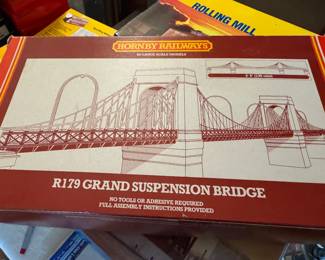 ROLLING MILL
HORNBY RAILWAYS
R179 GRAND SUSPENSION BRIDGE
NO TOOLS OR ADHESIVE REQUIRED
FULL ASSEMBLY INSTRUCTIONS PROVIDED